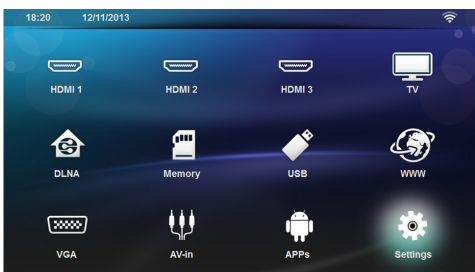 18:20 12/11/2013
HDMI 1 HDMI 2 HDMI 3 TV
DLNA Memory USB WWW
VGA AV-in APPs Settings